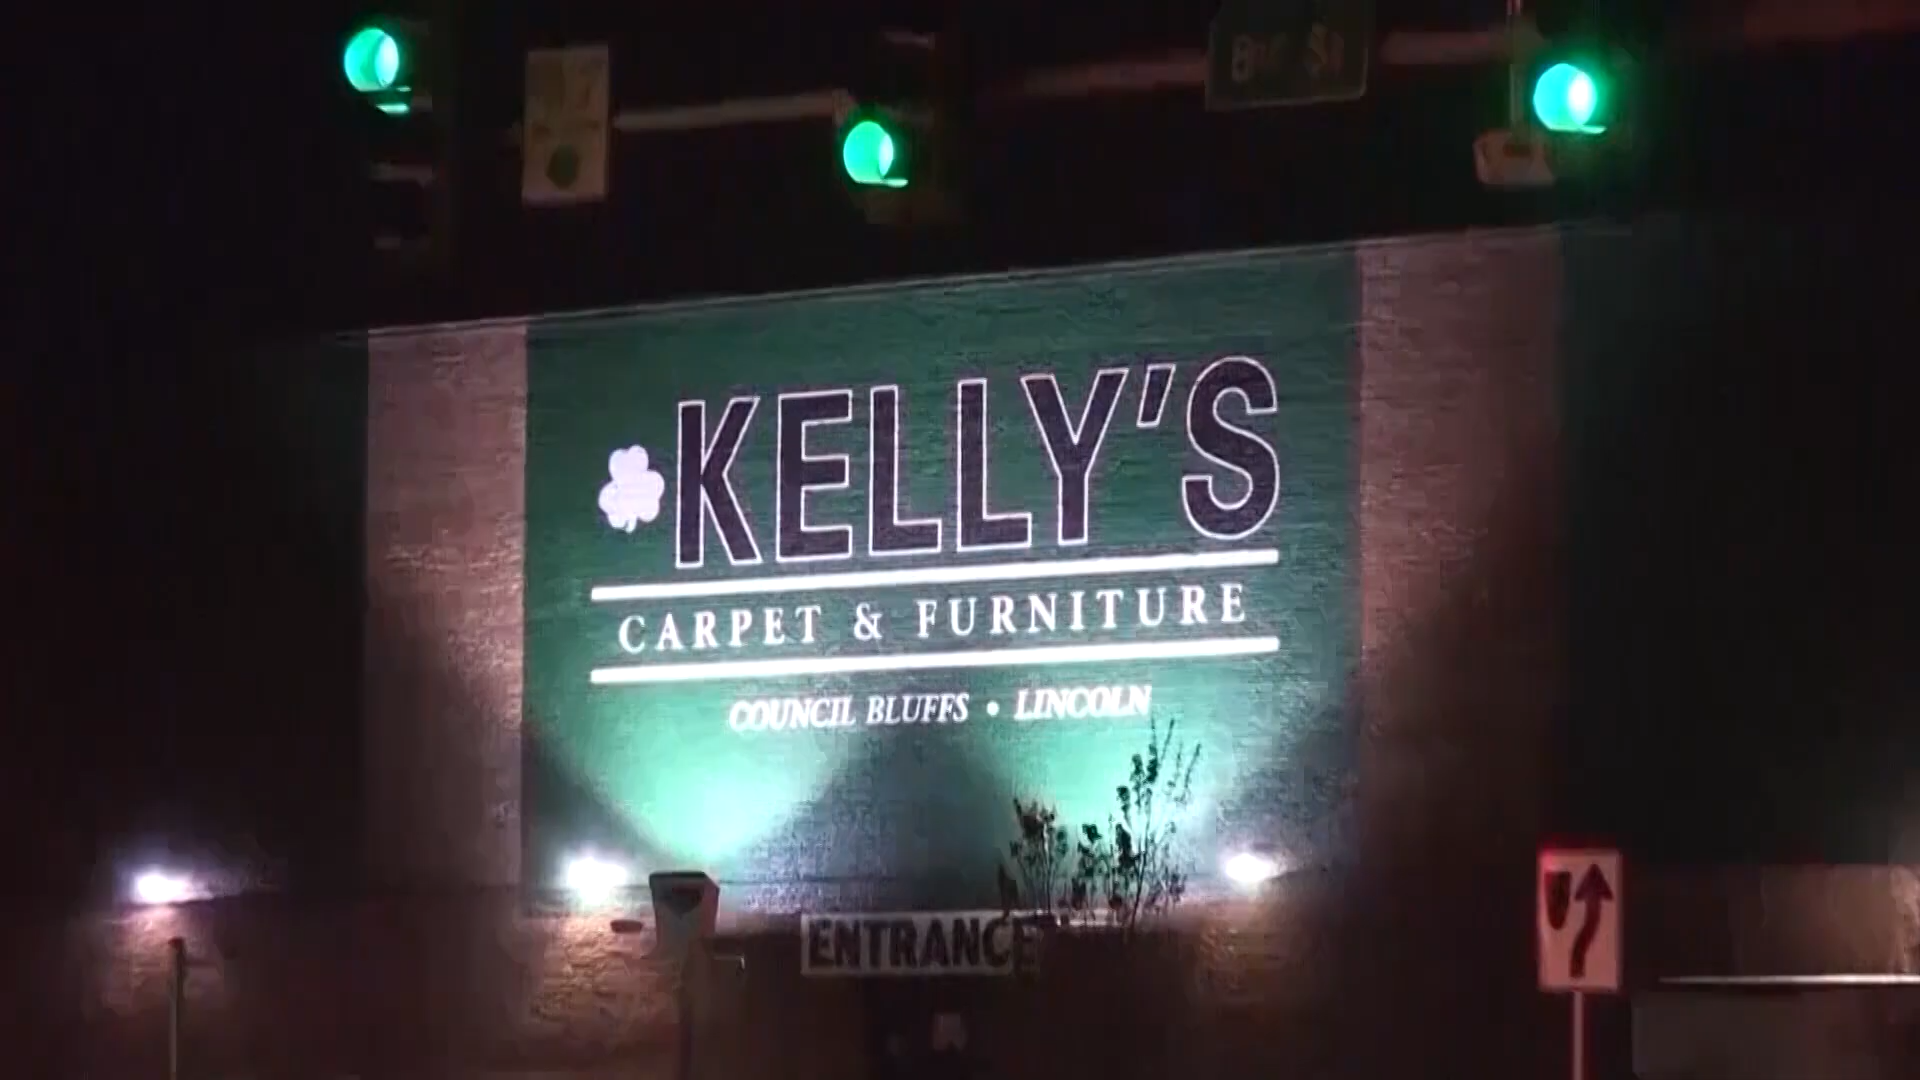 KELLY'S
CARPET & FURNITURE
COUNCIL BLUFFS • LINCOLN
ENTRANCE